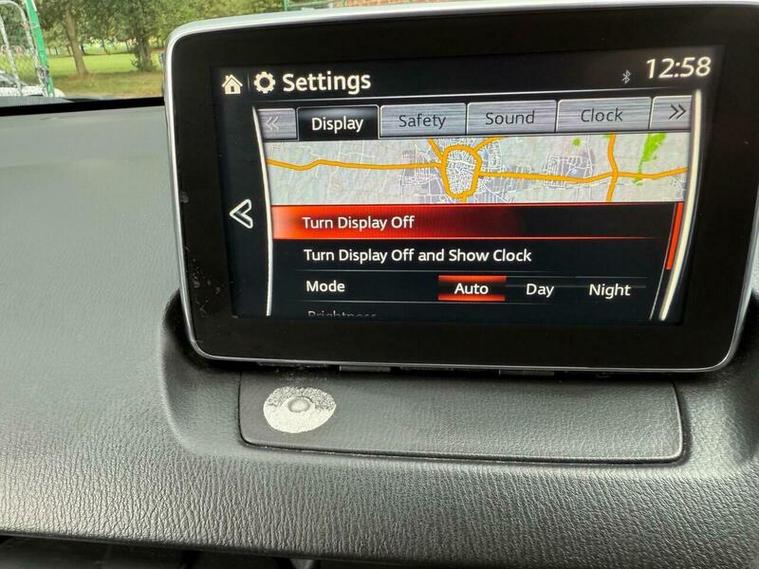 Settings
12:58
Display
Safety
Sound
Clock
Turn Display Off
Turn Display Off and Show Clock
Mode
Auto
Day
Night
Brightness